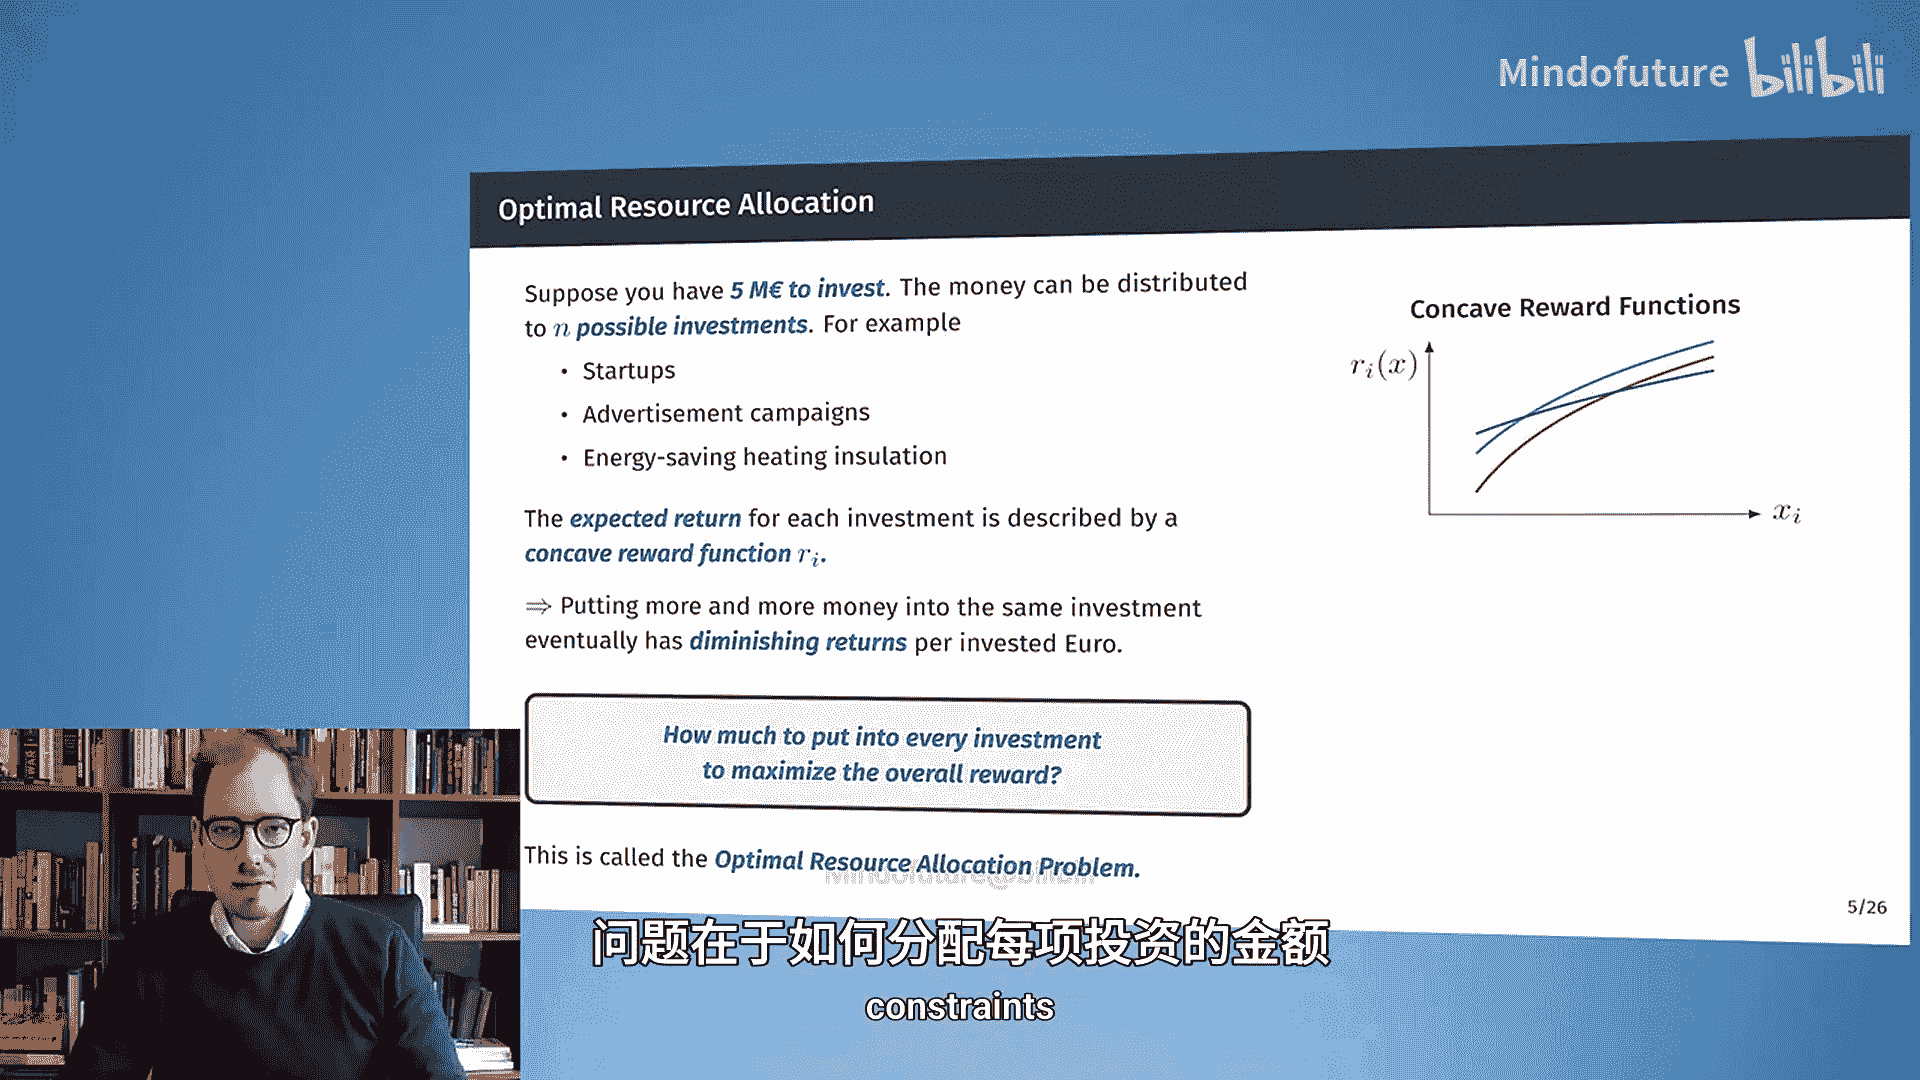 Mindofuture bilibili
Optimal Resource Allocation
Suppose you have 5 M€ to invest. The money can be distributed
to n possible investments. For example
• Startups
• Advertisement campaigns
• Energy-saving heating insulation
The expected return for each investment is described by a
concave reward function rᵢ.
⇒ Putting more and more money into the same investment
eventually has diminishing returns per invested Euro.
How much to put into every investment
to maximize the overall reward?
This is called the Optimal Resource Allocation Problem.
Mindofuture@bilibili
Concave Reward Functions
rᵢ(x)
xᵢ
5/26
问题在于如何分配每项投资的金额
constraints
WAR